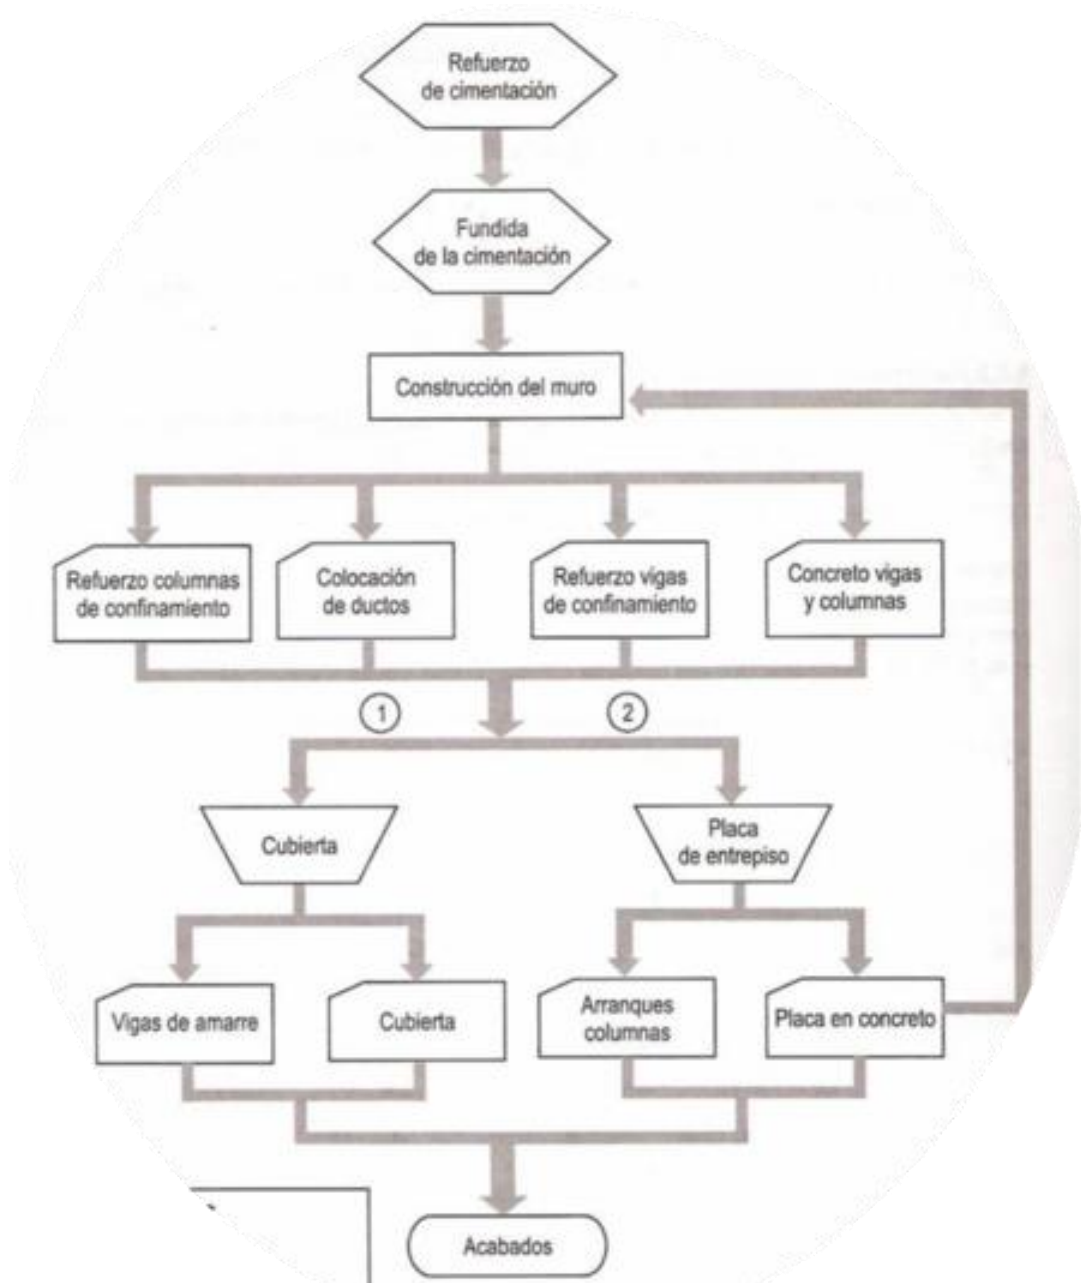 Refuerzo
de cimentación
Fundida
de la cimentación
Construcción del muro
Refuerzo columnas
de confinamiento
Colocación
de ductos
Refuerzo vigas
de confinamiento
Concreto vigas
y columnas
1
2
Cubierta
Placa
de entrepiso
Vigas de amarre
Cubierta
Arranques
columnas
Placa en concreto
Acabados